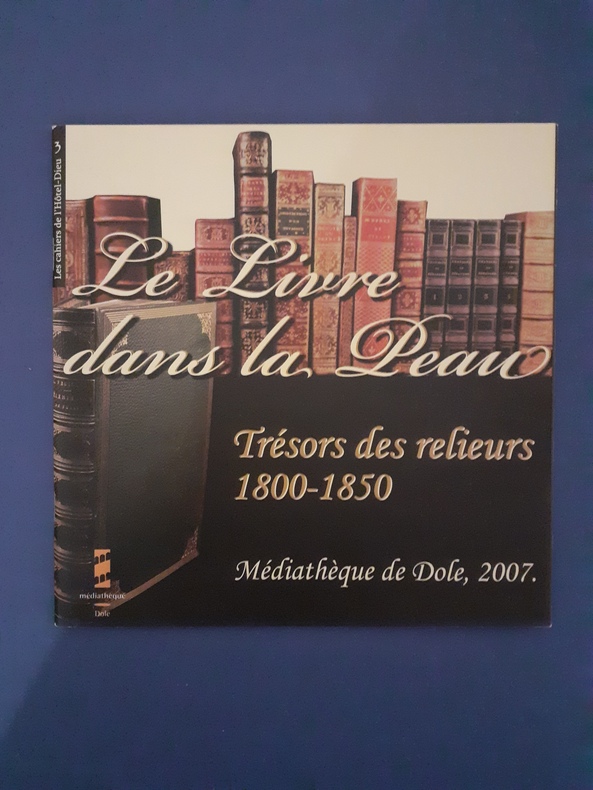 Les cahiers de l'Hôtel-Dieu 3
Le Livre
dans la Peau
Trésors des relieurs
1800-1850
Médiathèque de Dole, 2007.
médiathèque
Dole